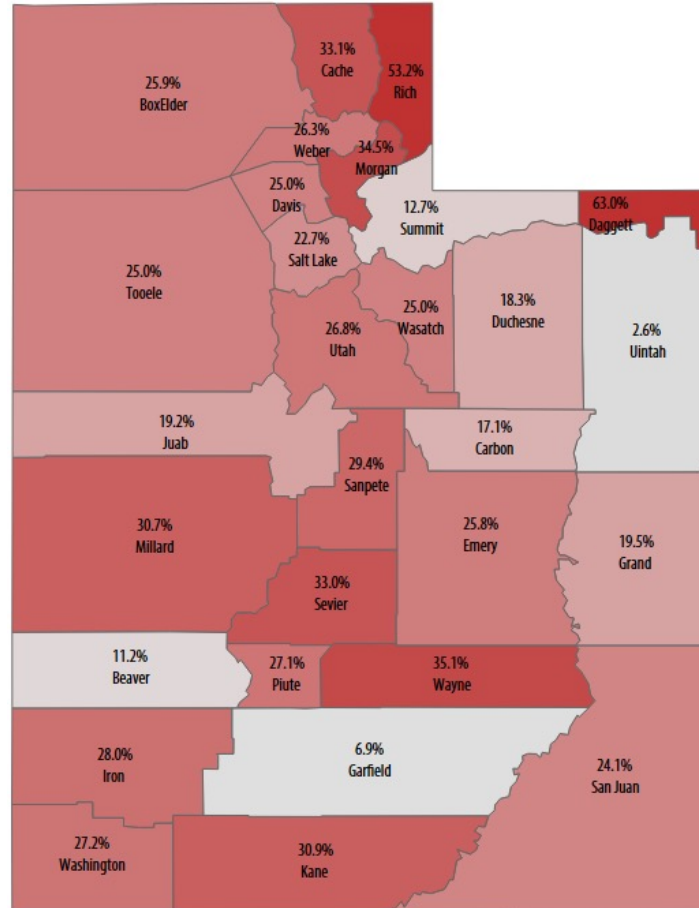 33.1%
Cache
53.2%
Rich
25.9%
BoxElder
26.3%
Weber
34.5%
Morgan
25.0%
Davis
12.7%
Summit
63.0%
Daggett
22.7%
Salt Lake
25.0%
Tooele
25.0%
Wasatch
18.3%
Duchesne
2.6%
Uintah
26.8%
Utah
19.2%
Juab
17.1%
Carbon
29.4%
Sanpete
30.7%
Millard
25.8%
Emery
19.5%
Grand
33.0%
Sevier
11.2%
Beaver
27.1%
Piute
35.1%
Wayne
28.0%
Iron
6.9%
Garfield
24.1%
San Juan
27.2%
Washington
30.9%
Kane